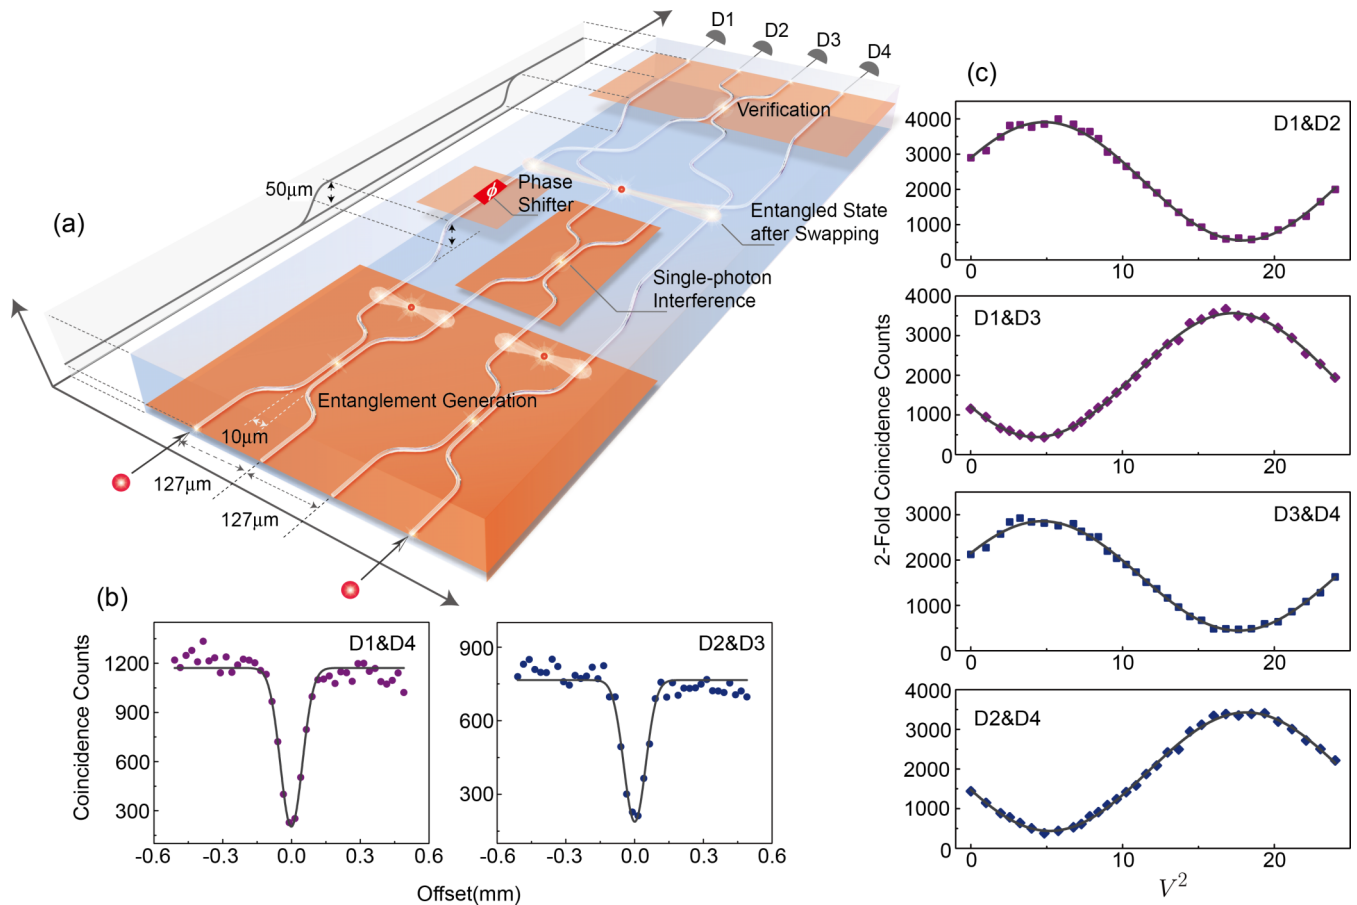 (a)
D1
D2
D3
D4
Verification
50μm
ϕ
Phase
Shifter
Entangled State
after Swapping
Single-photon
Interference
Entanglement Generation
10μm
127μm
127μm
(b)
Coincidence Counts
D1&D4
1200
900
600
300
-0.6
-0.3
0.0
0.3
0.6
D2&D3
900
600
300
-0.6
-0.3
0.0
0.3
0.6
Offset(mm)
(c)
2-Fold Coincidence Counts
D1&D2
4000
3000
2000
1000
0
0
10
20
D1&D3
4000
3000
2000
1000
0
0
10
20
D3&D4
3000
2000
1000
0
0
10
20
D2&D4
4000
3000
2000
1000
0
0
10
20
V²